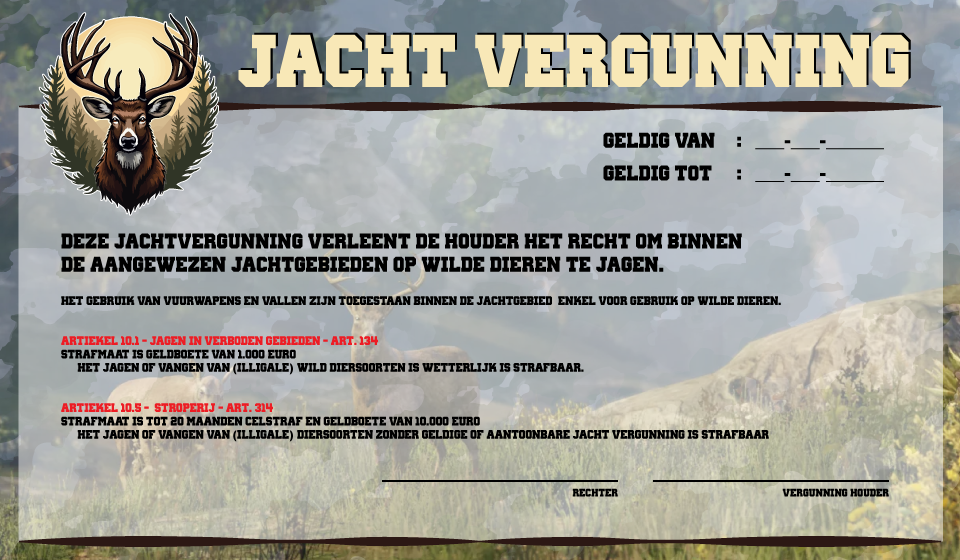 JACHT VERGUNNING
GELDIG VAN : ___-___-______
GELDIG TOT : ___-___-______
DEZE JACHTVERGUNNING VERLEENT DE HOUDER HET RECHT OM BINNEN
DE AANGEWEZEN JACHTGEBIEDEN OP WILDE DIEREN TE JAGEN.
HET GEBRUIK VAN VUURWAPENS EN VALLEN ZIJN TOEGESTAAN BINNEN DE JACHTGEBIED ENKEL VOOR GEBRUIK OP WILDE DIEREN.
ARTIEKEL 10.1 - JAGEN IN VERBODEN GEBIEDEN - ART. 134
STRAFMAAT IS GELDBOETE VAN 1.000 EURO
HET JAGEN OF VANGEN VAN (ILLIGALE) WILD DIERSOORTEN IS WETTERLIJK IS STRAFBAAR.
ARTIEKEL 10.5 - STROPERIJ - ART. 314
STRAFMAAT IS TOT 20 MAANDEN CELSTRAF EN GELDBOETE VAN 10.000 EURO
HET JAGEN OF VANGEN VAN (ILLIGALE) DIERSOORTEN ZONDER GELDIGE OF AANTOONBARE JACHT VERGUNNING IS STRAFBAAR
RECHTER
VERGUNNING HOUDER